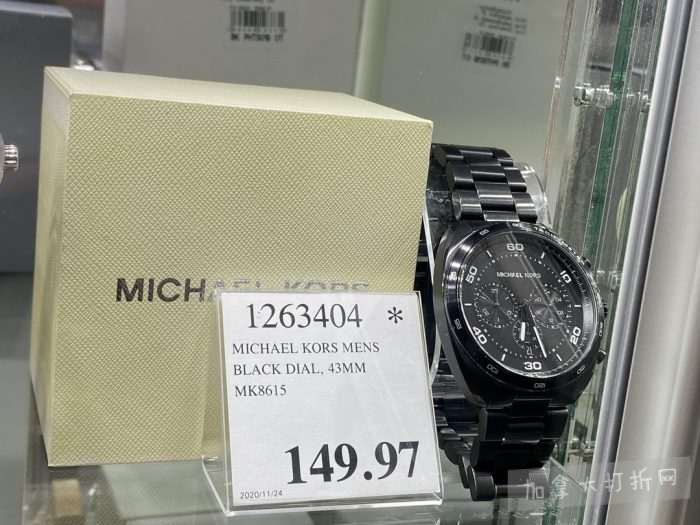 MICHAEL KORS
1263404 *
MICHAEL KORS MENS
BLACK DIAL, 43MM
MK8615
149.97
2020/11/24
MICHAEL KORS
60
10
20
30
40
50
加拿大打折网